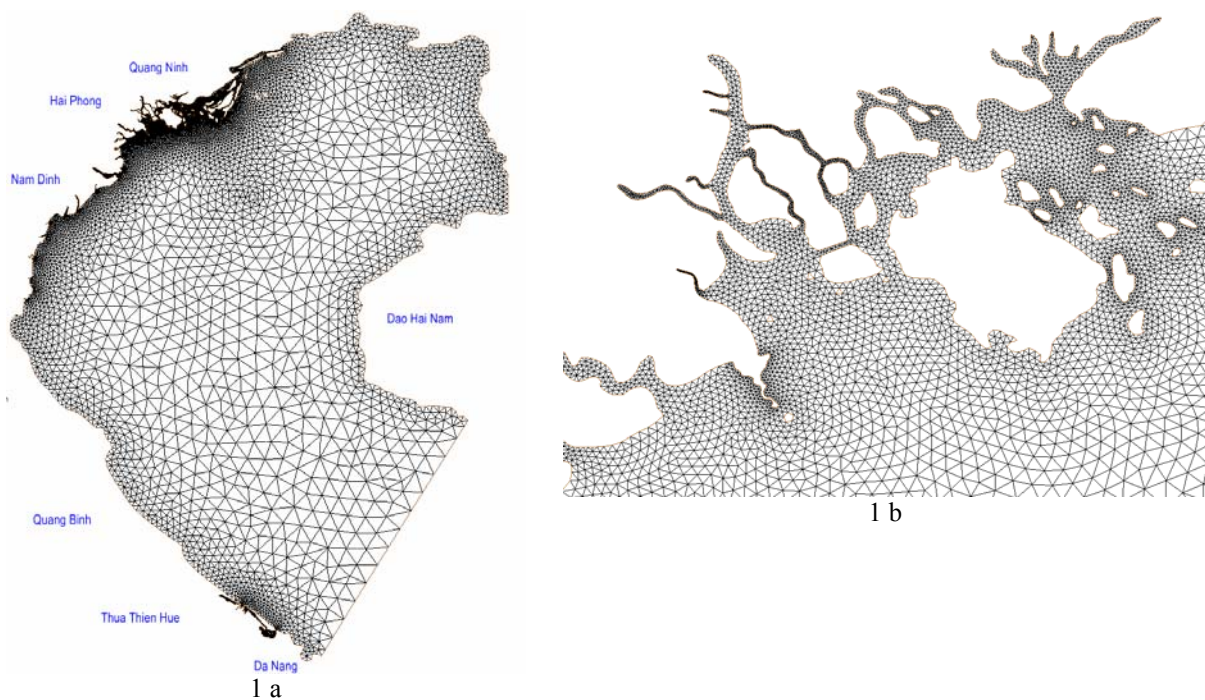 Quang Ninh
Hai Phong
Nam Dinh
Dao Hai Nam
Quang Binh
Thua Thien Hue
Da Nang
1 a
1 b